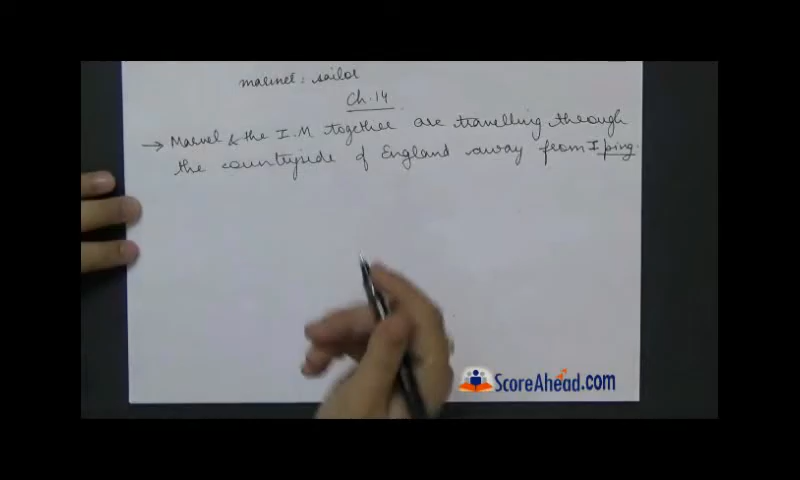 mariner: sailor
Ch. 14
→ Marvel & the I.M together are travelling through
the countryside of England away from Iping.
ScoreAhead.com